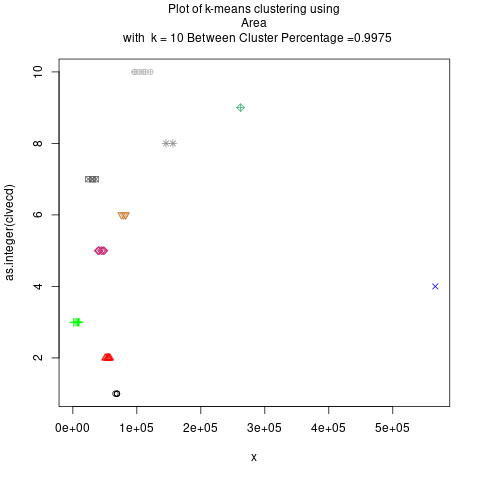 Plot of k-means clustering using
Area
with k = 10 Between Cluster Percentage =0.9975
as.integer(clvecd)
10
8
6
4
2
0e+00 1e+05 2e+05 3e+05 4e+05 5e+05
x